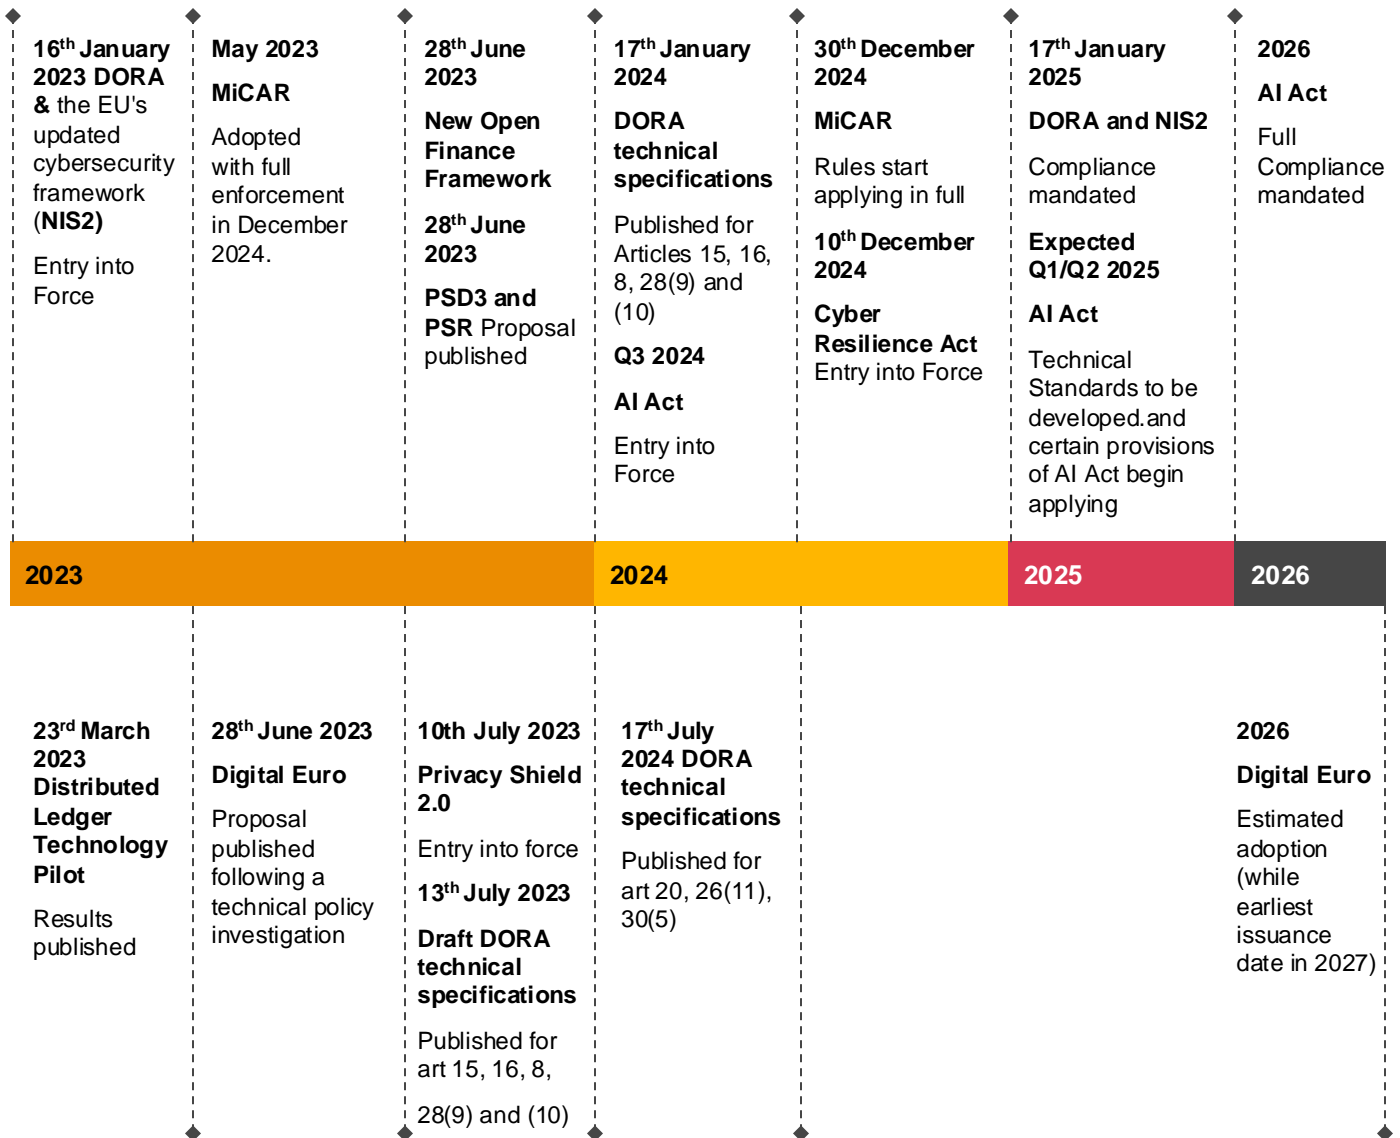 16th January
2023 DORA
& the EU's
updated
cybersecurity
framework
(NIS2)
Entry into
Force
May 2023
MiCAR
Adopted
with full
enforcement
in December
2024.
28th June
2023
New Open
Finance
Framework
28th June
2023
PSD3 and
PSR Proposal
published
17th January
2024
DORA
technical
specifications
Published for
Articles 15, 16,
8, 28(9) and
(10)
Q3 2024
AI Act
Entry into
Force
30th December
2024
MiCAR
Rules start
applying in full
10th December
2024
Cyber
Resilience Act
Entry into Force
17th January
2025
DORA and NIS2
Compliance
mandated
Expected
Q1/Q2 2025
AI Act
Technical
Standards to be
developed.and
certain provisions
of AI Act begin
applying
2026
AI Act
Full
Compliance
mandated
2023
2024
2025
2026
23rd March
2023
Distributed
Ledger
Technology
Pilot
Results
published
28th June 2023
Digital Euro
Proposal
published
following a
technical policy
investigation
10th July 2023
Privacy Shield
2.0
Entry into force
13th July 2023
Draft DORA
technical
specifications
Published for
art 15, 16, 8,
28(9) and (10)
17th July
2024 DORA
technical
specifications
Published for
art 20, 26(11),
30(5)
2026
Digital Euro
Estimated
adoption
(while
earliest
issuance
date in 2027)